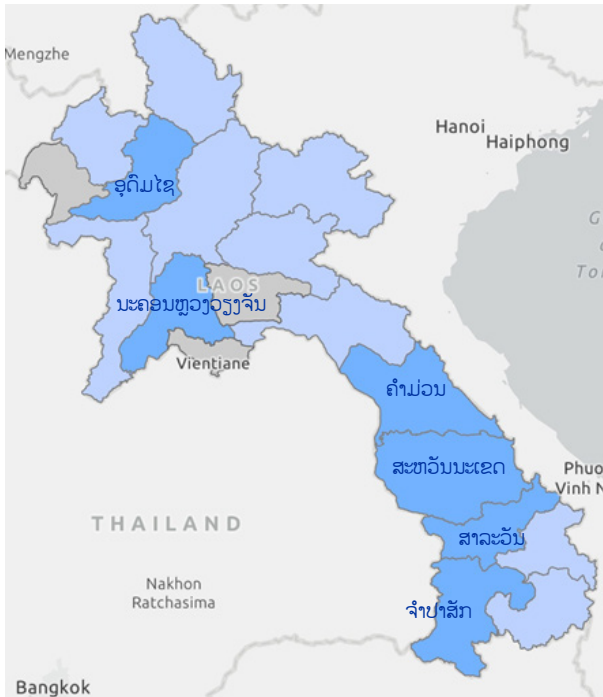 Mengzhe
Hanoi
Haiphong
ອຸດົມໄຊ
G
LAOS
ນະຄອນຫຼວງວຽງຈັນ
Vientiane
ຄໍາມ່ວນ
ສະຫວັນນະເຂດ
Phuo
Vinh N
THAILAND
ສາລະວັນ
Nakhon
Ratchasima
ຈໍາປາສັກ
Bangkok